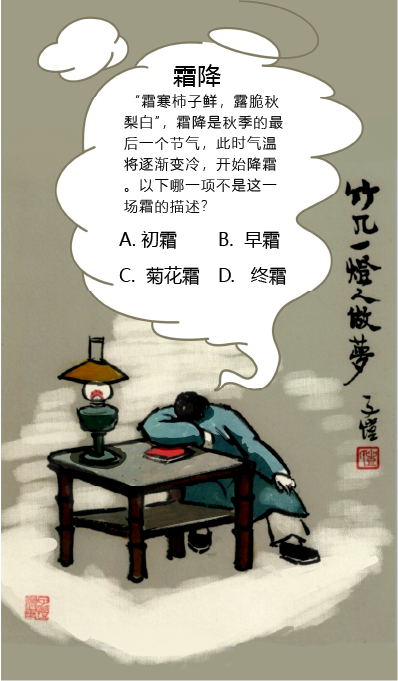 霜降
“霜寒柿子鲜，露脆秋
梨白”，霜降是秋季的最
后一个节气，此时气温
将逐渐变冷，开始降霜
。以下哪一项不是这一
场霜的描述？
A. 初霜 B. 早霜
C. 菊花霜 D. 终霜
竹几一灯人做梦
子恺